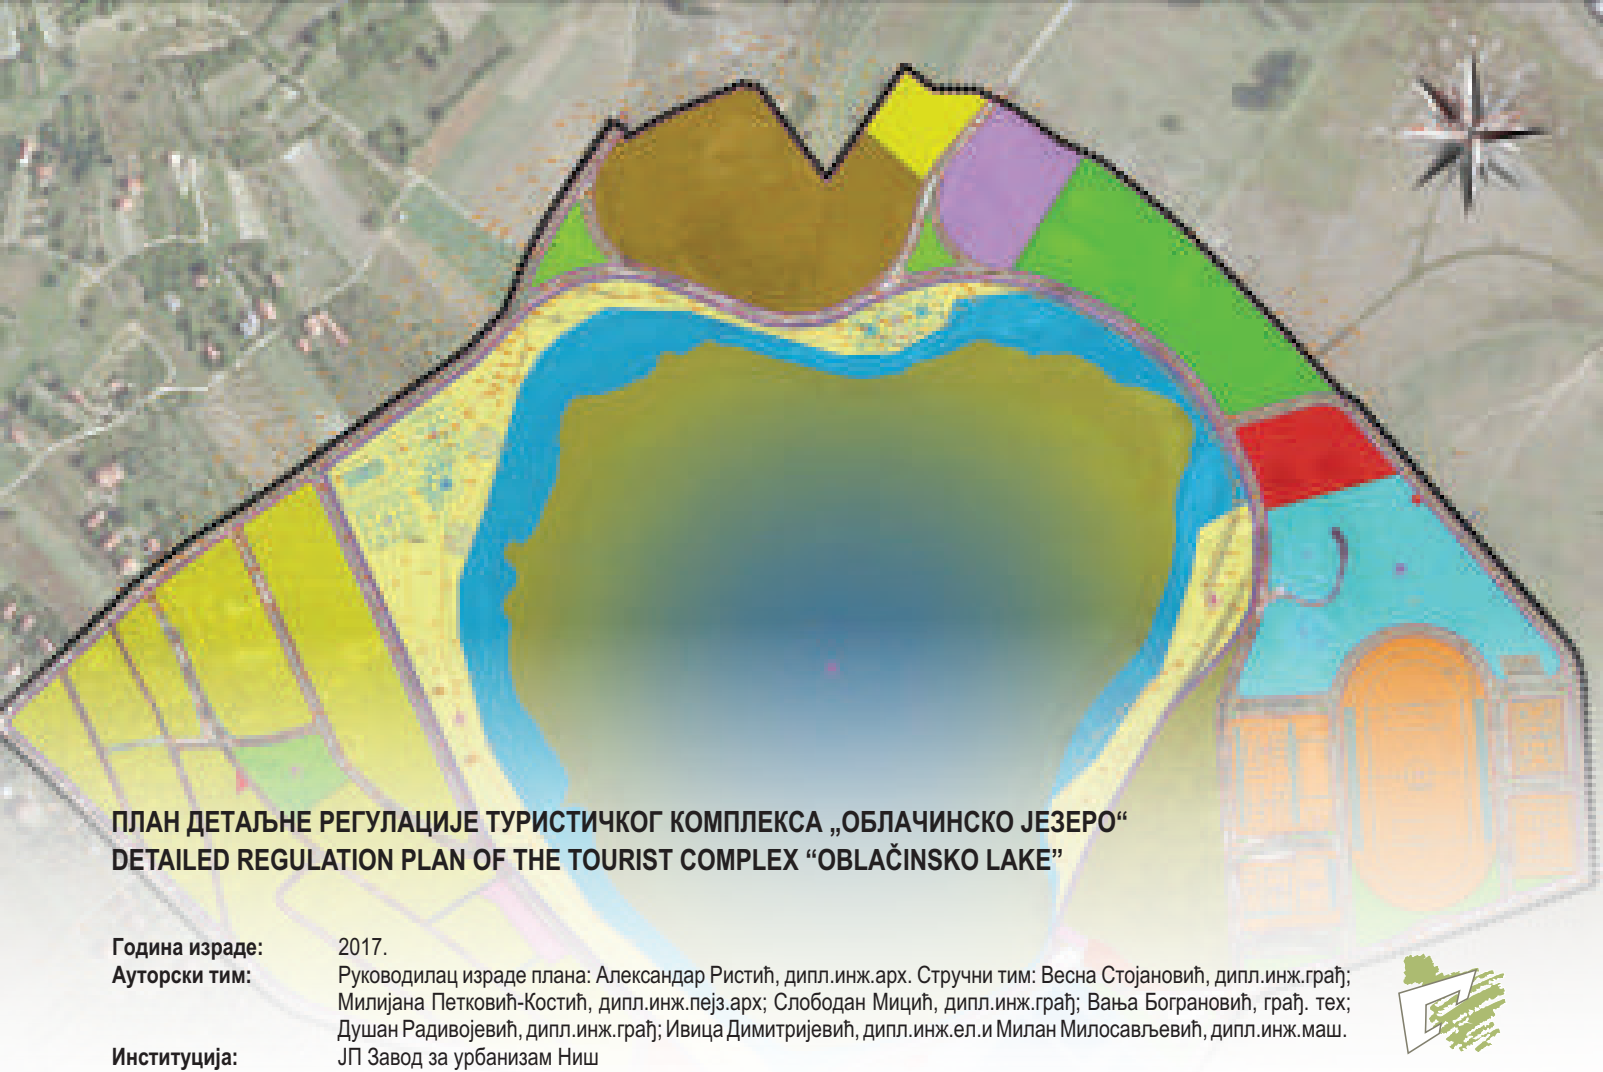 ПЛАН ДЕТАЉНЕ РЕГУЛАЦИЈЕ ТУРИСТИЧКОГ КОМПЛЕКСА „ОБЛАЧИНСКО ЈЕЗЕРО“
DETAILED REGULATION PLAN OF THE TOURIST COMPLEX “OBLAČINSKO LAKE”
Година израде: 2017.
Ауторски тим: Руководилац израде плана: Александар Ристић, дипл.инж.арх. Стручни тим: Весна Стојановић, дипл.инж.грађ;
Милијана Петковић-Костић, дипл.инж.пејз.арх; Слободан Мицић, дипл.инж.грађ; Вања Бограновић, грађ. тех;
Душан Радивојевић, дипл.инж.грађ; Ивица Димитријевић, дипл.инж.ел.и Милан Милосављевић, дипл.инж.маш.
Институција: ЈП Завод за урбанизам Ниш